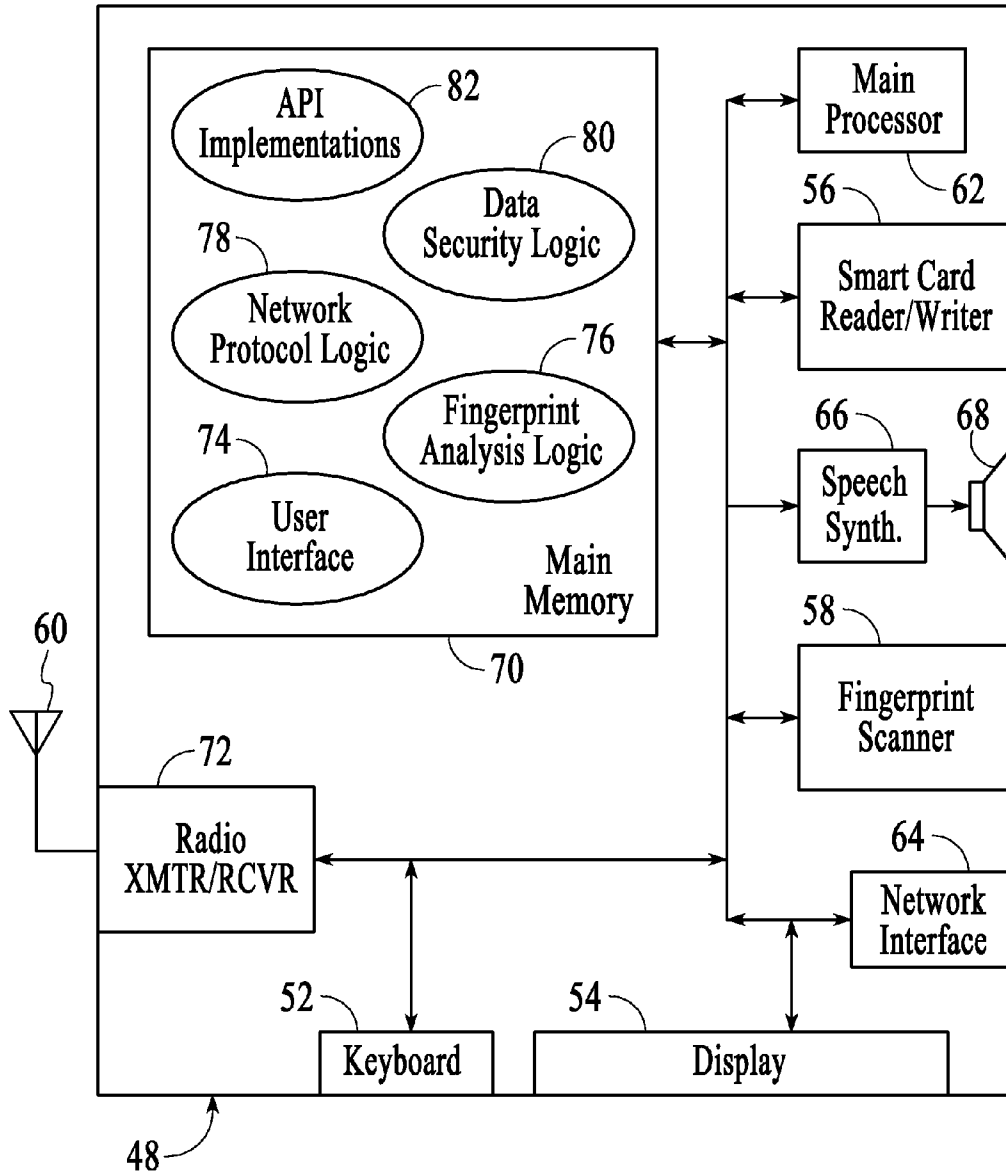 API
Implementations
82
80
Data
Security Logic
78
Network
Protocol Logic
76
Fingerprint
Analysis Logic
74
User
Interface
Main
Memory
70
Main
Processor
62
56
Smart Card
Reader/Writer
66
68
Speech
Synth.
58
Fingerprint
Scanner
60
72
Radio
XMTR/RCVR
64
Network
Interface
52
Keyboard
54
Display
48